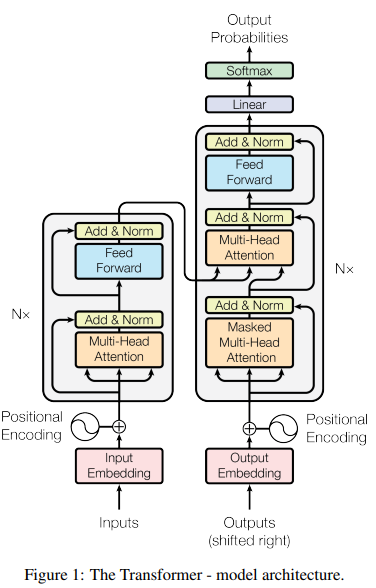 Output
Probabilities
Softmax
Linear
Add & Norm
Feed
Forward
Add & Norm
Multi-Head
Attention
Add & Norm
Masked
Multi-Head
Attention
Nx
Add & Norm
Feed
Forward
Add & Norm
Multi-Head
Attention
Nx
Positional
Encoding
Positional
Encoding
Input
Embedding
Output
Embedding
Inputs
Outputs
(shifted right)
Figure 1: The Transformer - model architecture.